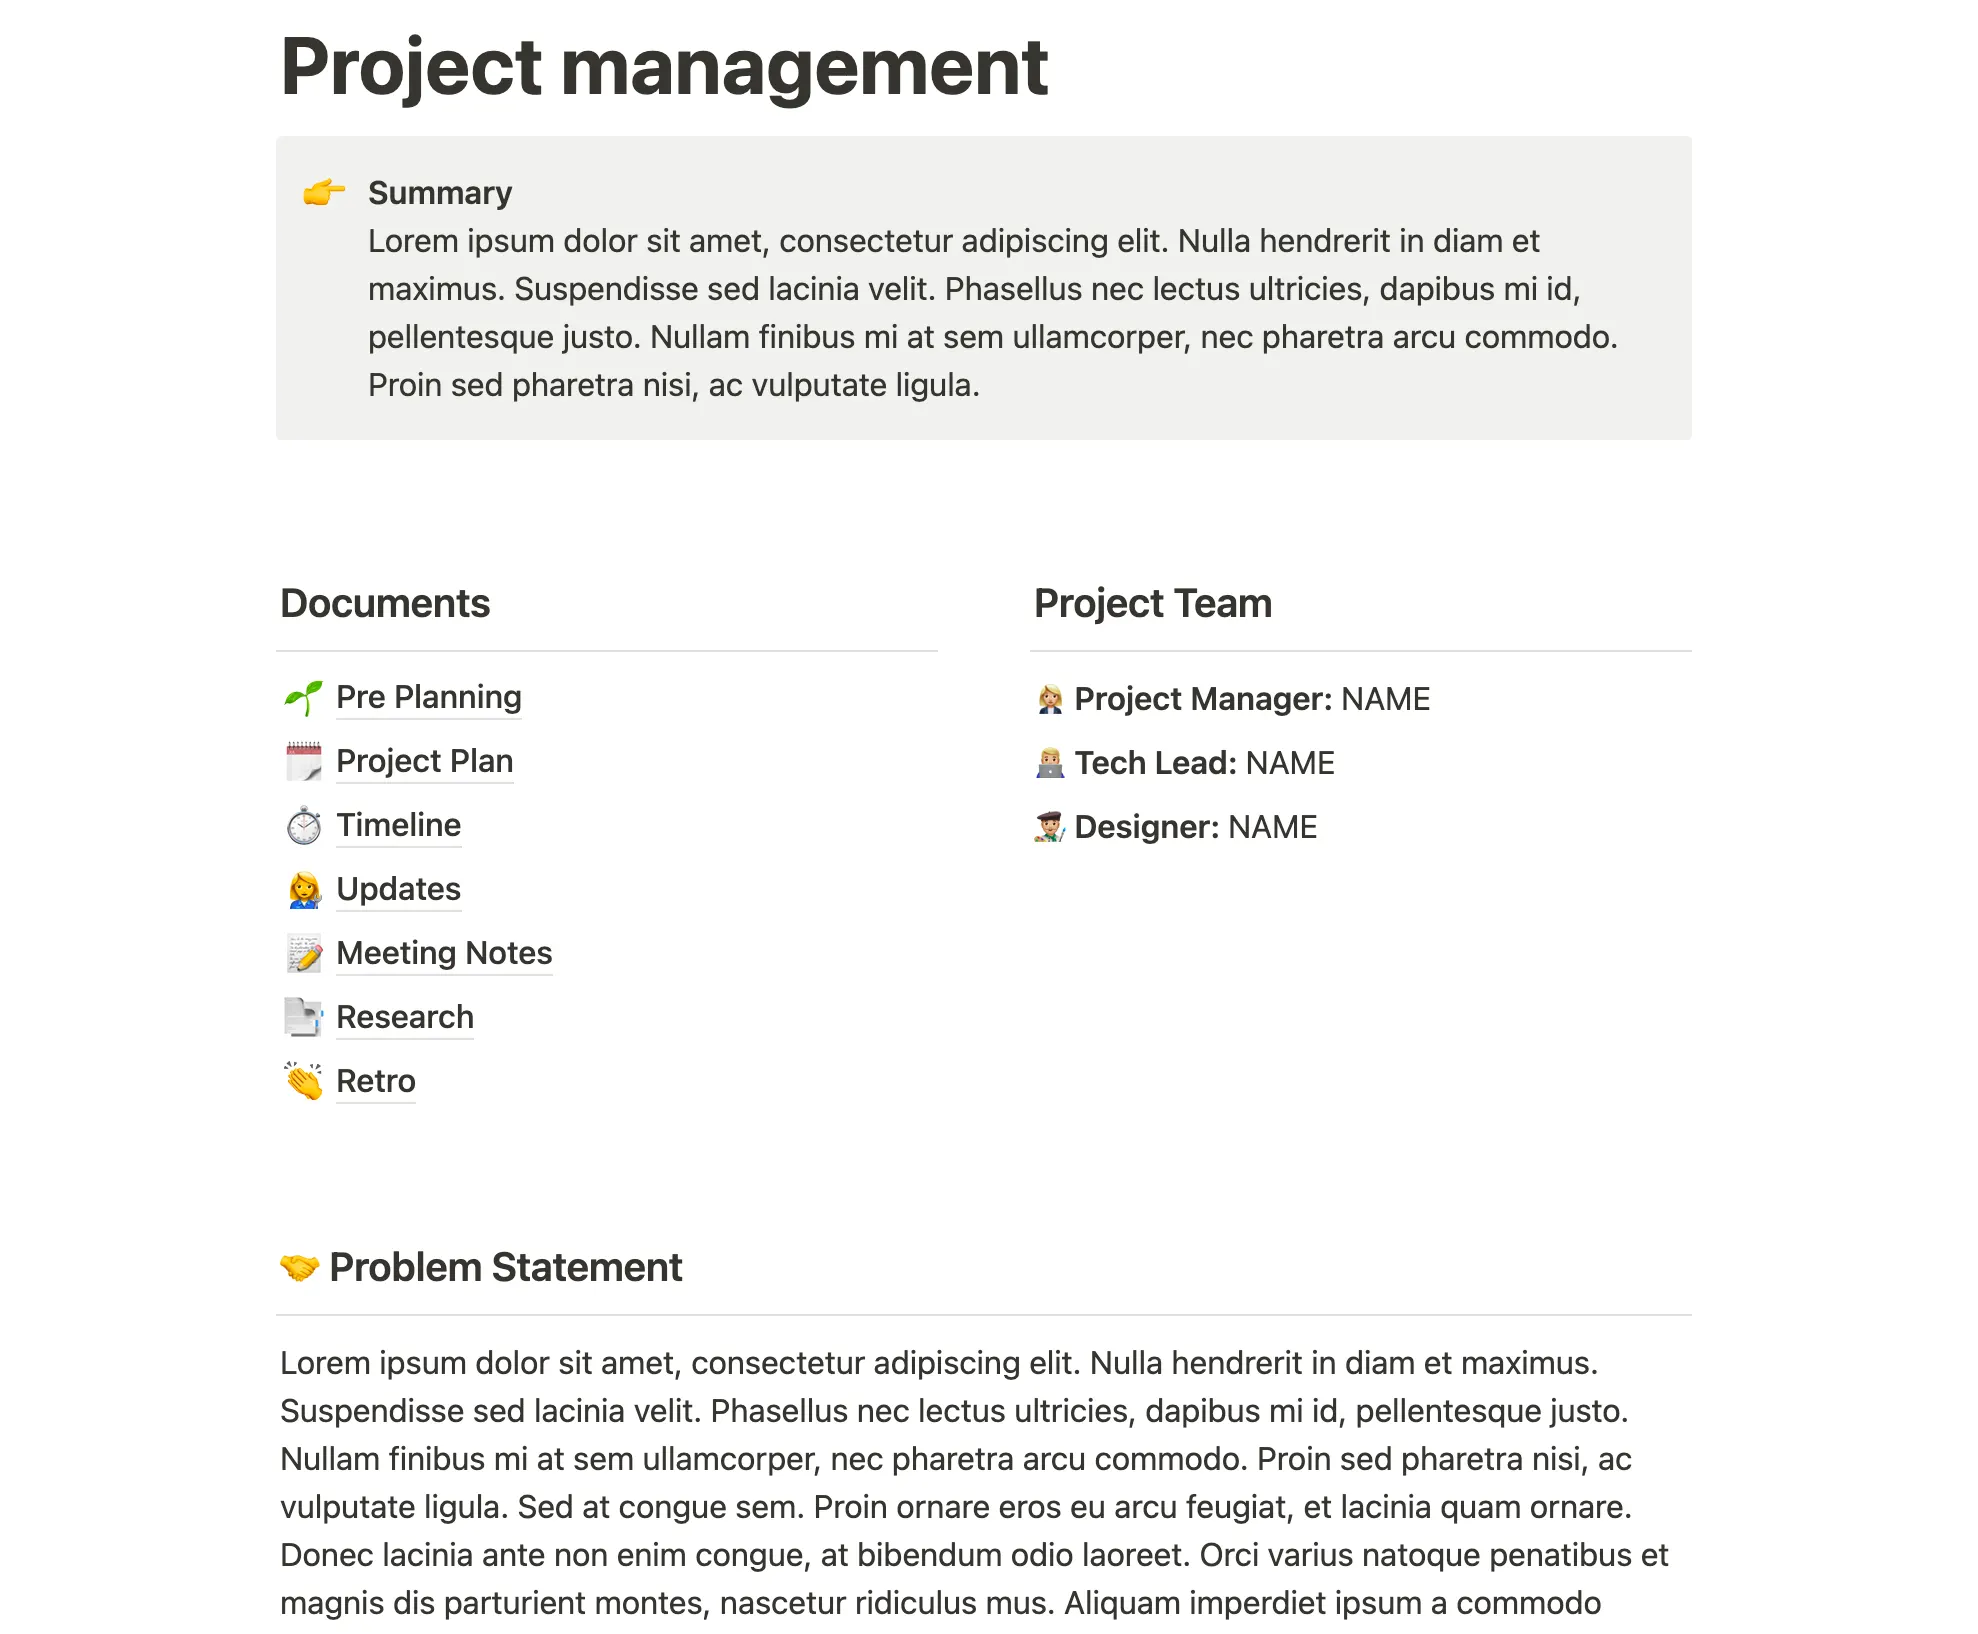 Project management
Summary
Lorem ipsum dolor sit amet, consectetur adipiscing elit. Nulla hendrerit in diam et
maximus. Suspendisse sed lacinia velit. Phasellus nec lectus ultricies, dapibus mi id,
pellentesque justo. Nullam finibus mi at sem ullamcorper, nec pharetra arcu commodo.
Proin sed pharetra nisi, ac vulputate ligula.
Documents
Pre Planning
Project Plan
Timeline
Updates
Meeting Notes
Research
Retro
Project Team
Project Manager: NAME
Tech Lead: NAME
Designer: NAME
Problem Statement
Lorem ipsum dolor sit amet, consectetur adipiscing elit. Nulla hendrerit in diam et maximus.
Suspendisse sed lacinia velit. Phasellus nec lectus ultricies, dapibus mi id, pellentesque justo.
Nullam finibus mi at sem ullamcorper, nec pharetra arcu commodo. Proin sed pharetra nisi, ac
vulputate ligula. Sed at congue sem. Proin ornare eros eu arcu feugiat, et lacinia quam ornare.
Donec lacinia ante non enim congue, at bibendum odio laoreet. Orci varius natoque penatibus et
magnis dis parturient montes, nascetur ridiculus mus. Aliquam imperdiet ipsum a commodo